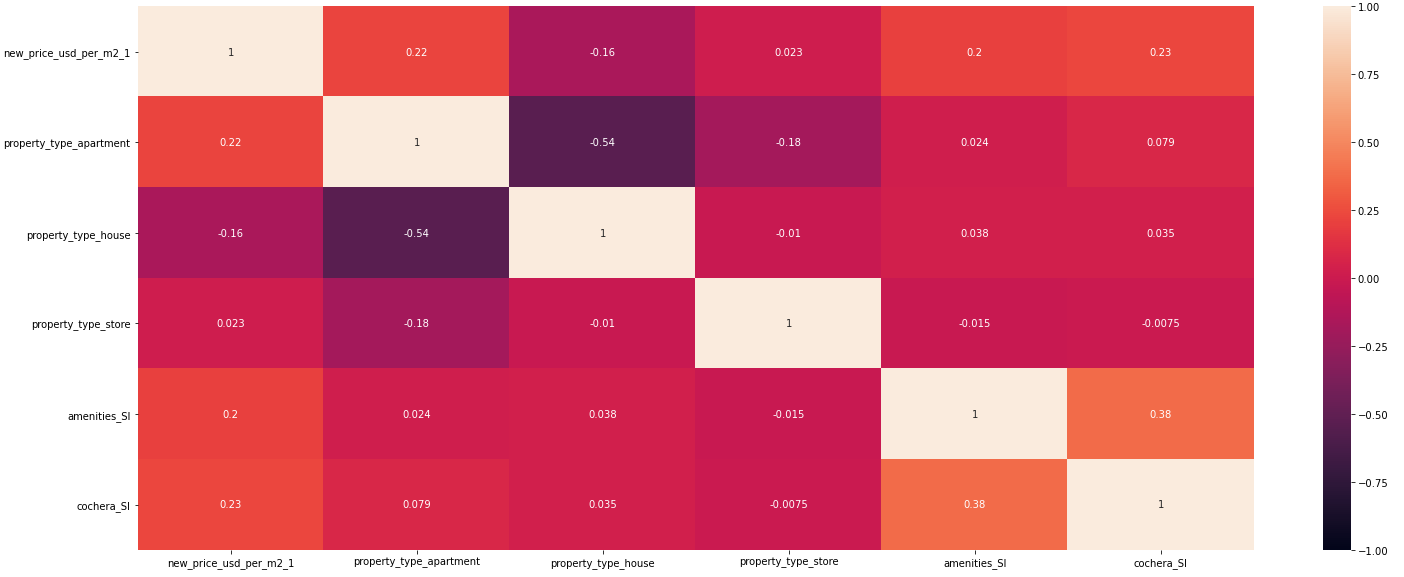 new_price_usd_per_m2_1 1 0.22 -0.16 0.023 0.2 0.23
property_type_apartment 0.22 1 -0.54 -0.18 0.024 0.079
property_type_house -0.16 -0.54 1 -0.01 0.038 0.035
property_type_store 0.023 -0.18 -0.01 1 -0.015 -0.0075
amenities_SI 0.2 0.024 0.038 -0.015 1 0.38
cochera_SI 0.23 0.079 0.035 -0.0075 0.38 1
new_price_usd_per_m2_1 property_type_apartment property_type_house property_type_store amenities_SI cochera_SI
1.00
0.75
0.50
0.25
0.00
−0.25
−0.50
−0.75
−1.00